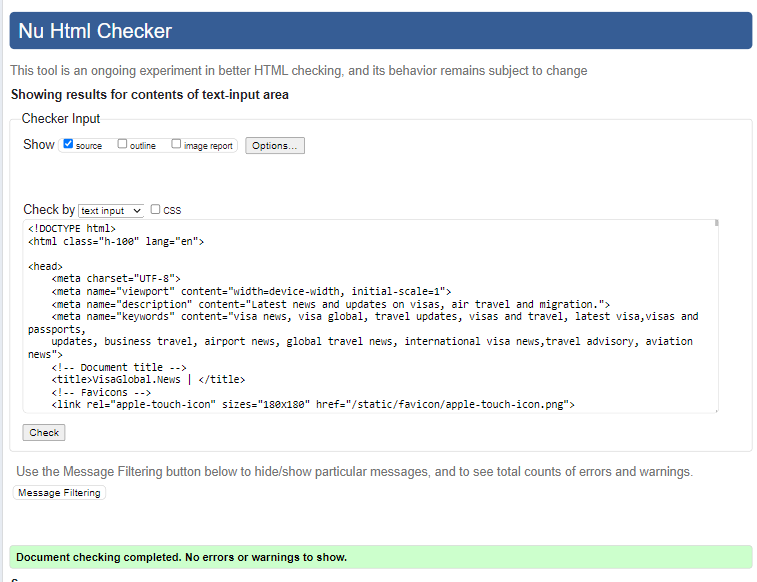 Nu Html Checker
This tool is an ongoing experiment in better HTML checking, and its behavior remains subject to change
Showing results for contents of text-input area
Checker Input
Show source outline image report Options...
Check by text input CSS
<!DOCTYPE html>
<html class="h-100" lang="en">
<head>
<meta charset="UTF-8">
<meta name="viewport" content="width=device-width, initial-scale=1">
<meta name="description" content="Latest news and updates on visas, air travel and migration.">
<meta name="keywords" content="visa news, visa global, travel updates, visas and travel, latest visa,visas and
passports,
updates, business travel, airport news, global travel news, international visa news,travel advisory, aviation
news">
<!-- Document title -->
<title>VisaGlobal.News | </title>
<!-- Favicons -->
<link rel="apple-touch-icon" sizes="180x180" href="/static/favicon/apple-touch-icon.png">
Check
Use the Message Filtering button below to hide/show particular messages, and to see total counts of errors and warnings.
Message Filtering
Document checking completed. No errors or warnings to show.